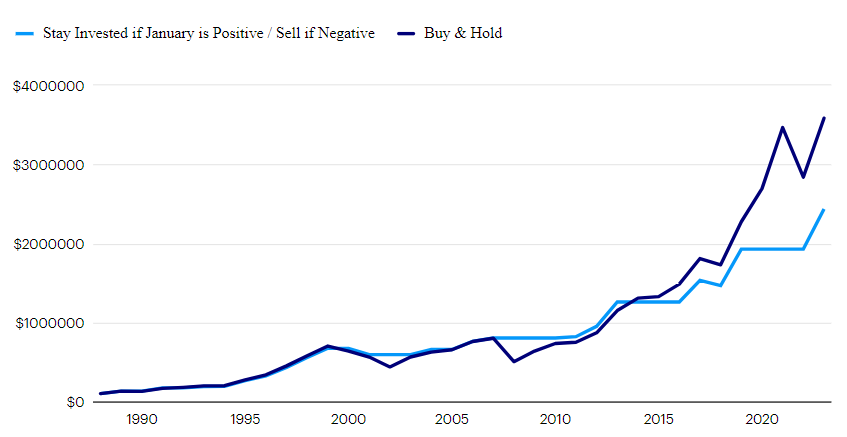 Stay Invested if January is Positive / Sell if Negative Buy & Hold
$4000000
$3000000
$2000000
$1000000
$0
1990 1995 2000 2005 2010 2015 2020